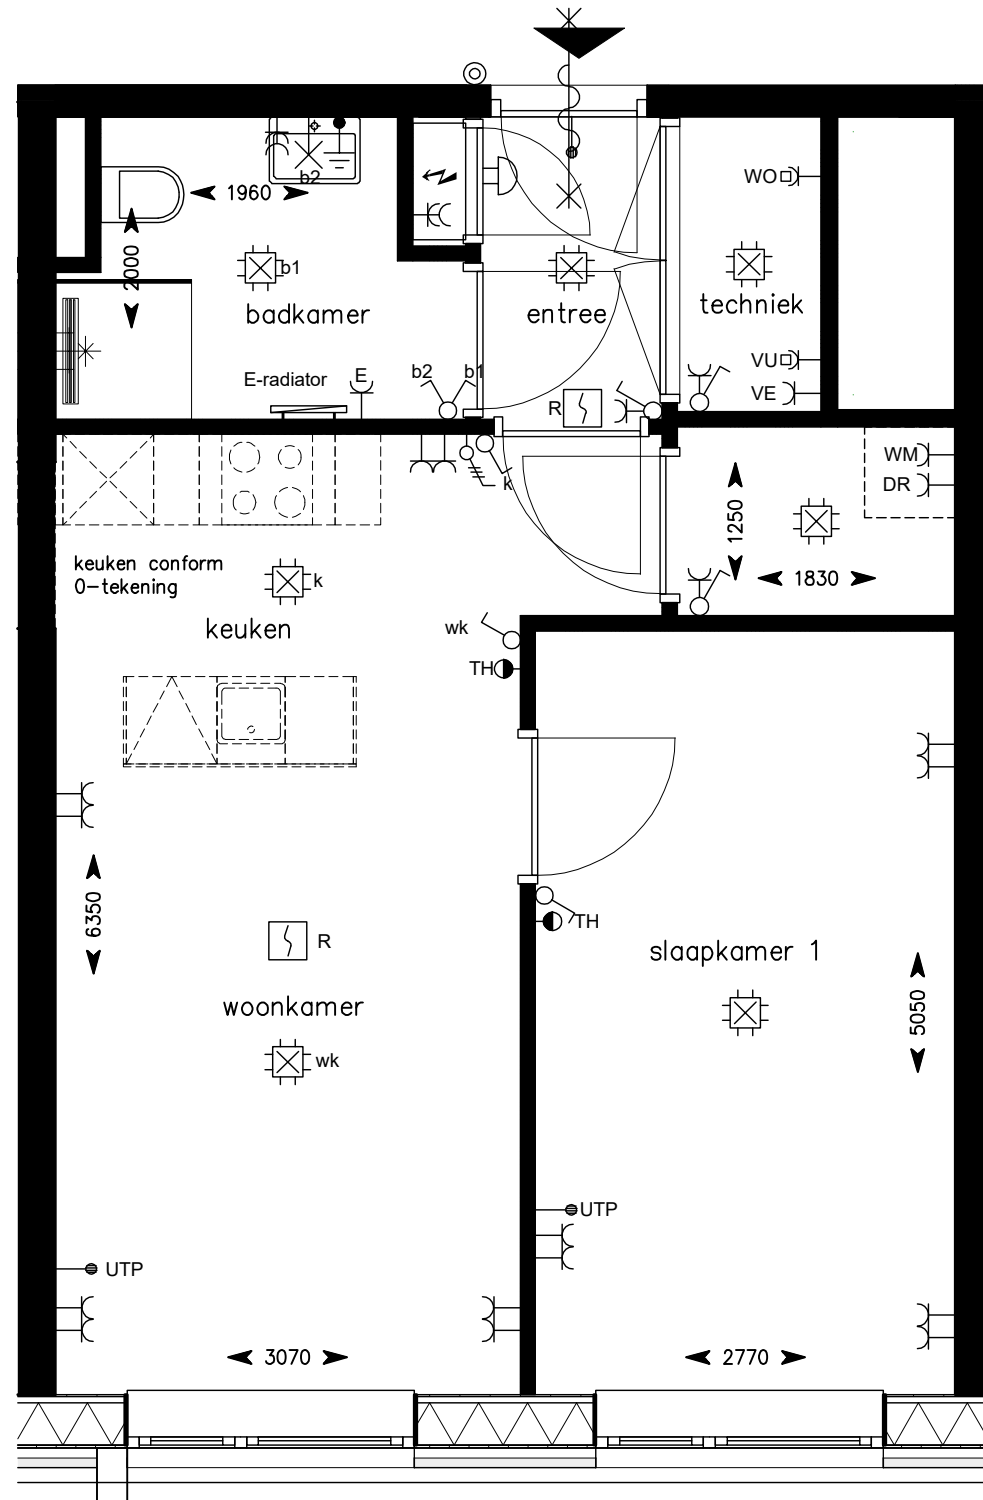 WO
b2
1960
2000
b1
badkamer
entree
techniek
VU
VE
E-radiator
E
b2
b1
R
WM
DR
k
1250
1830
keuken conform
0-tekening
k
keuken
wk
TH
6350
TH
R
slaapkamer 1
5050
woonkamer
wk
UTP
UTP
3070
2770